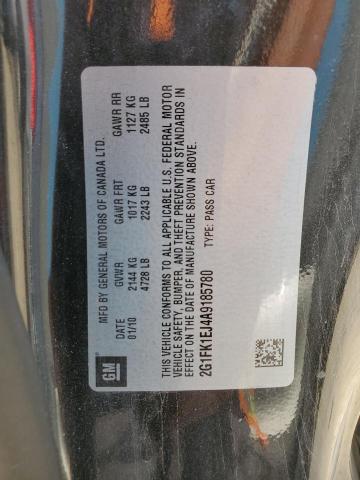 GM
MFD BY GENERAL MOTORS OF CANADA LTD.
DATE GVWR GAWR FRT GAWR RR
01/10 2144 KG 1017 KG 1127 KG
4728 LB 2243 LB 2485 LB
THIS VEHICLE CONFORMS TO ALL APPLICABLE U.S. FEDERAL MOTOR
VEHICLE SAFETY, BUMPER, AND THEFT PREVENTION STANDARDS IN
EFFECT ON THE DATE OF MANUFACTURE SHOWN ABOVE.
2G1FK1EJ4A9185780 TYPE: PASS CAR